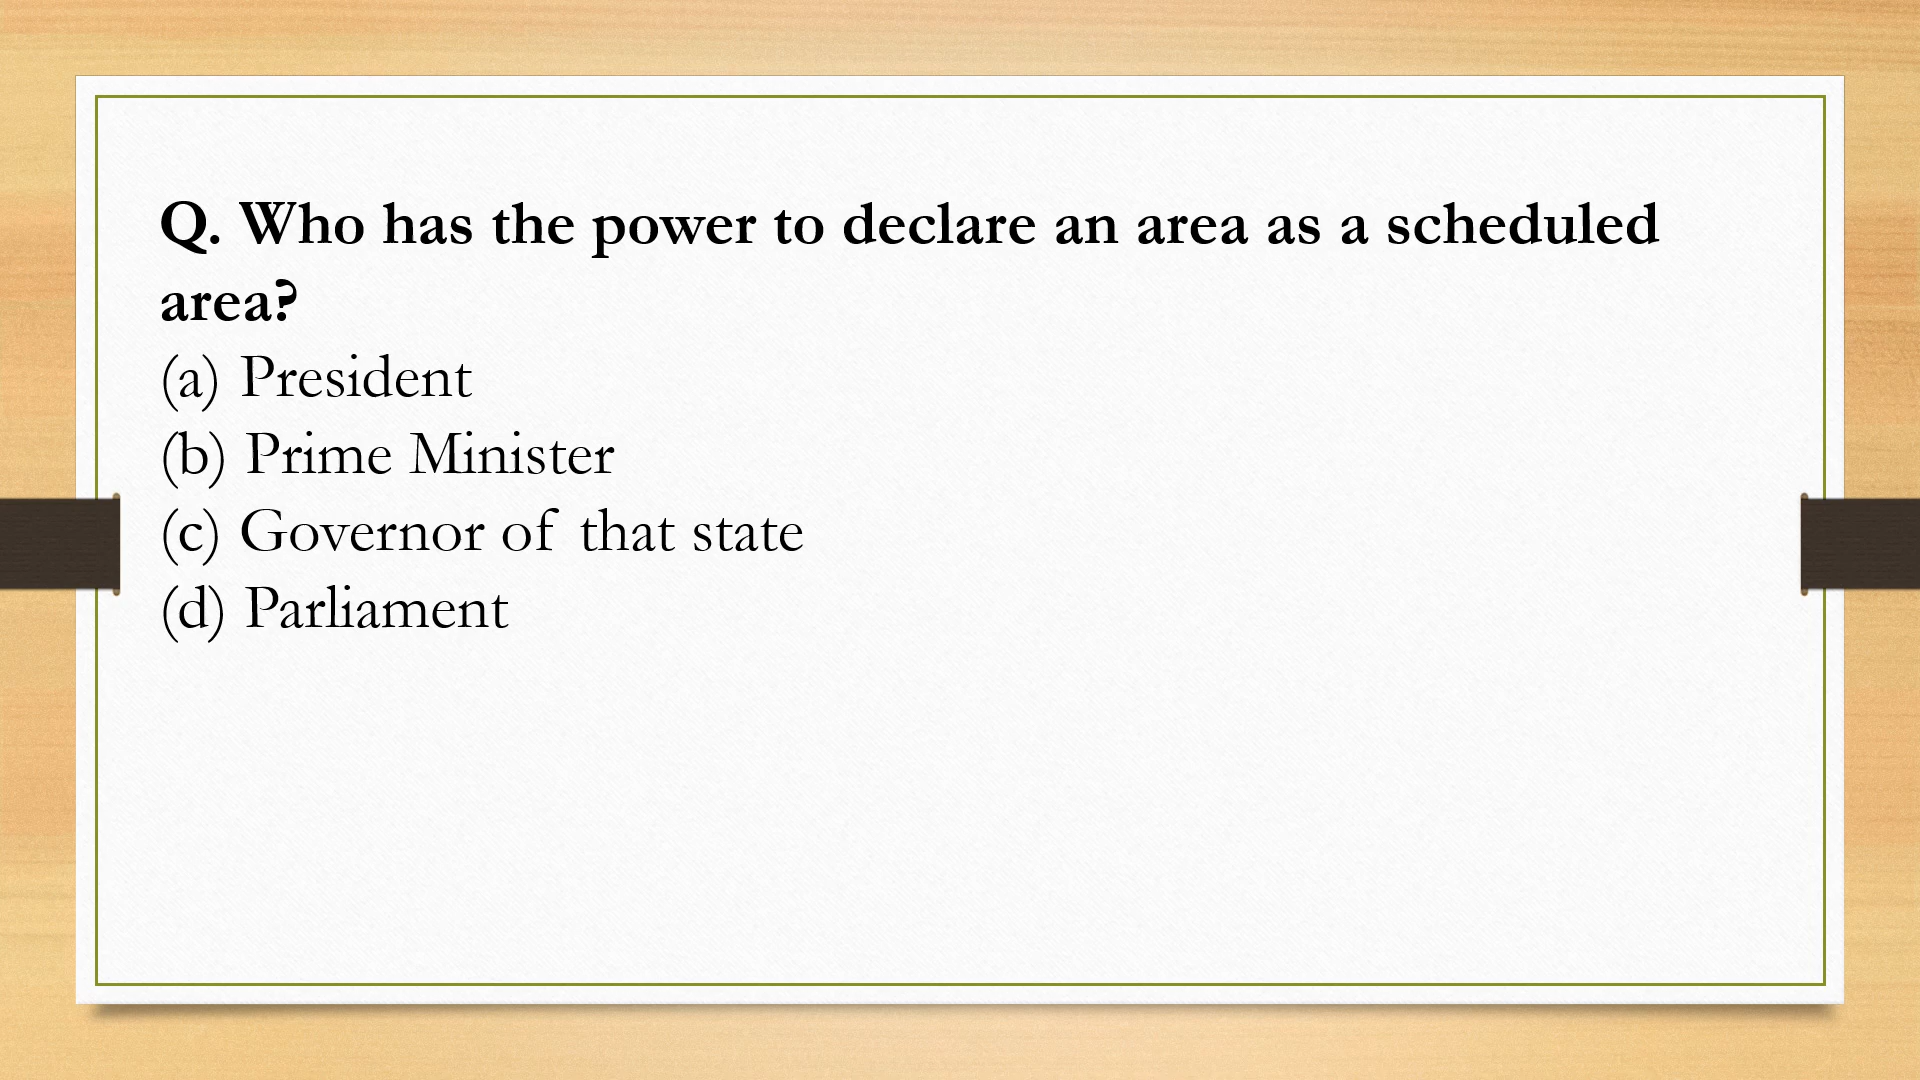 Q. Who has the power to declare an area as a scheduled
area?
(a) President
(b) Prime Minister
(c) Governor of that state
(d) Parliament